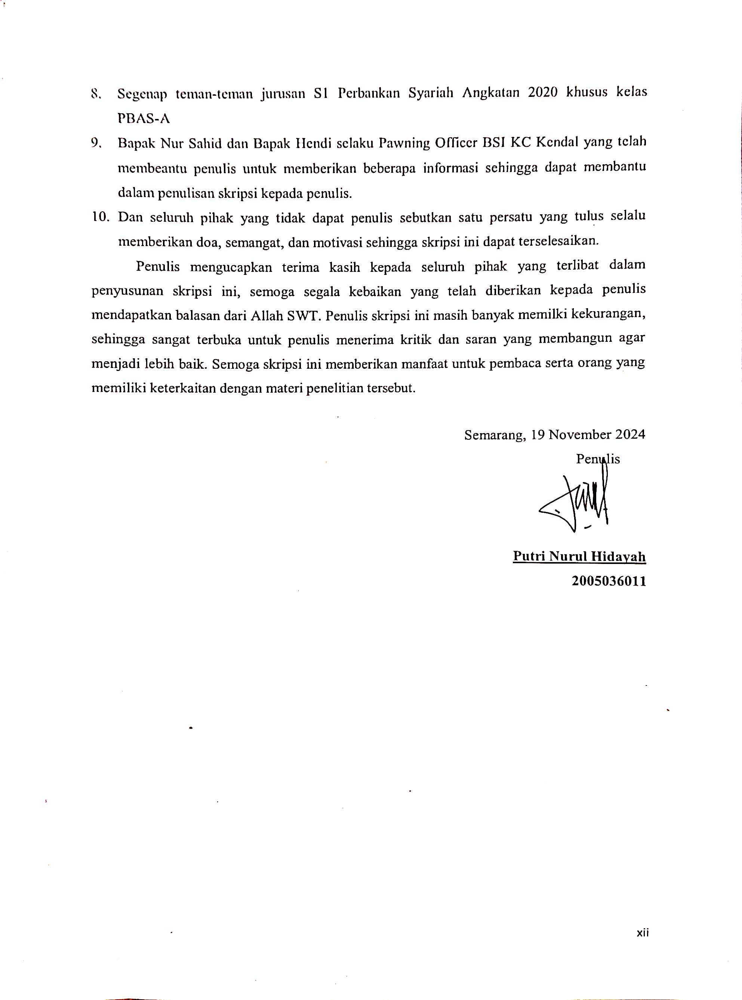 8. Segenap teman-teman jurusan S1 Perbankan Syariah Angkatan 2020 khusus kelas
PBAS-A
9. Bapak Nur Sahid dan Bapak Hendi selaku Pawning Officer BSI KC Kendal yang telah
membeantu penulis untuk memberikan beberapa informasi sehingga dapat membantu
dalam penulisan skripsi kepada penulis.
10. Dan seluruh pihak yang tidak dapat penulis sebutkan satu persatu yang tulus selalu
memberikan doa, semangat, dan motivasi sehingga skripsi ini dapat terselesaikan.
Penulis mengucapkan terima kasih kepada seluruh pihak yang terlibat dalam
penyusunan skripsi ini, semoga segala kebaikan yang telah diberikan kepada penulis
mendapatkan balasan dari Allah SWT. Penulis skripsi ini masih banyak memilki kekurangan,
sehingga sangat terbuka untuk penulis menerima kritik dan saran yang membangun agar
menjadi lebih baik. Semoga skripsi ini memberikan manfaat untuk pembaca serta orang yang
memiliki keterkaitan dengan materi penelitian tersebut.
Semarang, 19 November 2024
Penulis
Putri Nurul Hidayah
2005036011
xii